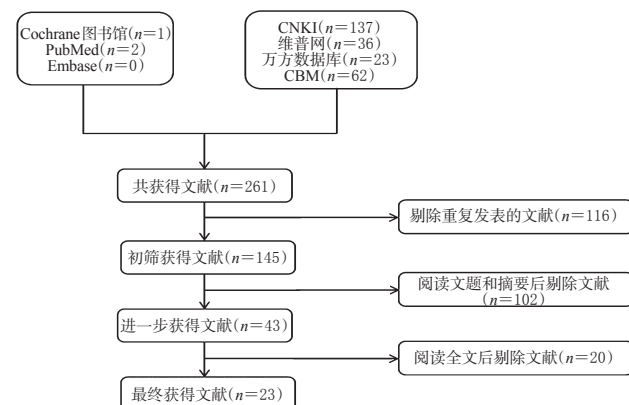 Cochrane图书馆(n=1)
PubMed(n=2)
Embase(n=0)
CNKI(n=137)
维普网(n=36)
万方数据库(n=23)
CBM(n=62)
共获得文献(n=261)
剔除重复发表的文献(n=116)
初筛获得文献(n=145)
阅读文题和摘要后剔除文献
(n=102)
进一步获得文献(n=43)
阅读全文后剔除文献(n=20)
最终获得文献(n=23)